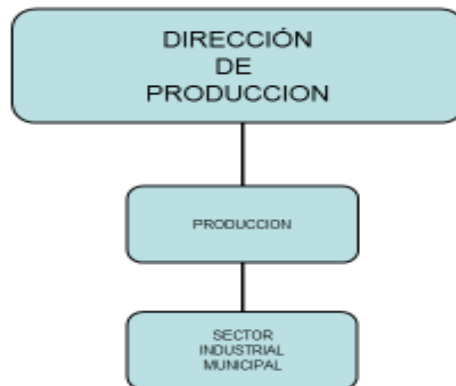 DIRECCIÓN
DE
PRODUCCION
PRODUCCION
SECTOR
INDUSTRIAL
MUNICIPAL